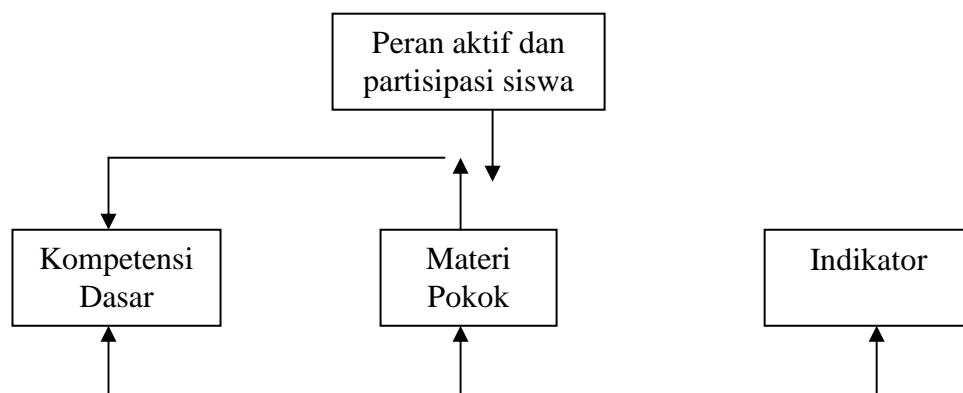 Peran aktif dan
partisipasi siswa
Kompetensi
Dasar
Materi
Pokok
Indikator